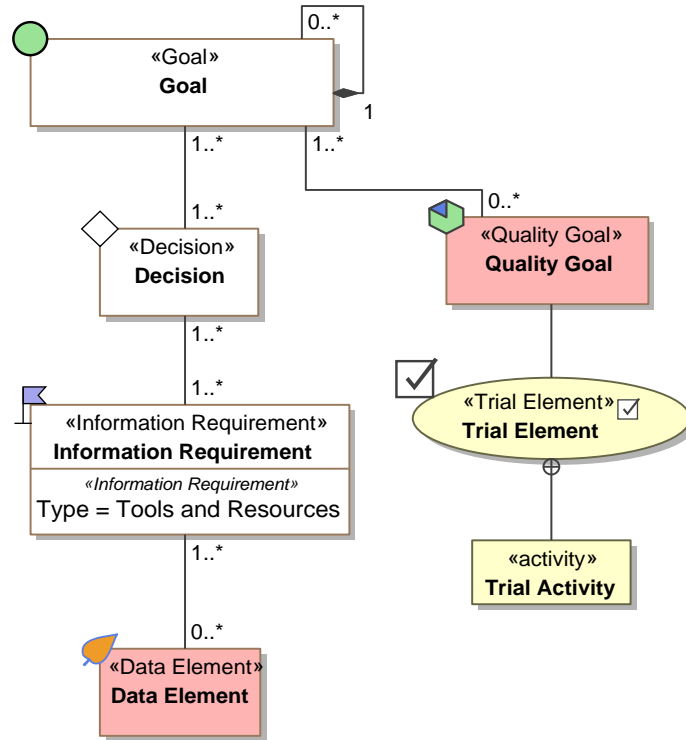 0..*
«Goal»
Goal
1
1..*
1..*
1..*
0..*
«Decision»
Decision
«Quality Goal»
Quality Goal
1..*
1..*
«Information Requirement»
Information Requirement
«Information Requirement»
Type = Tools and Resources
«Trial Element»
Trial Element
1..*
«activity»
Trial Activity
0..*
«Data Element»
Data Element